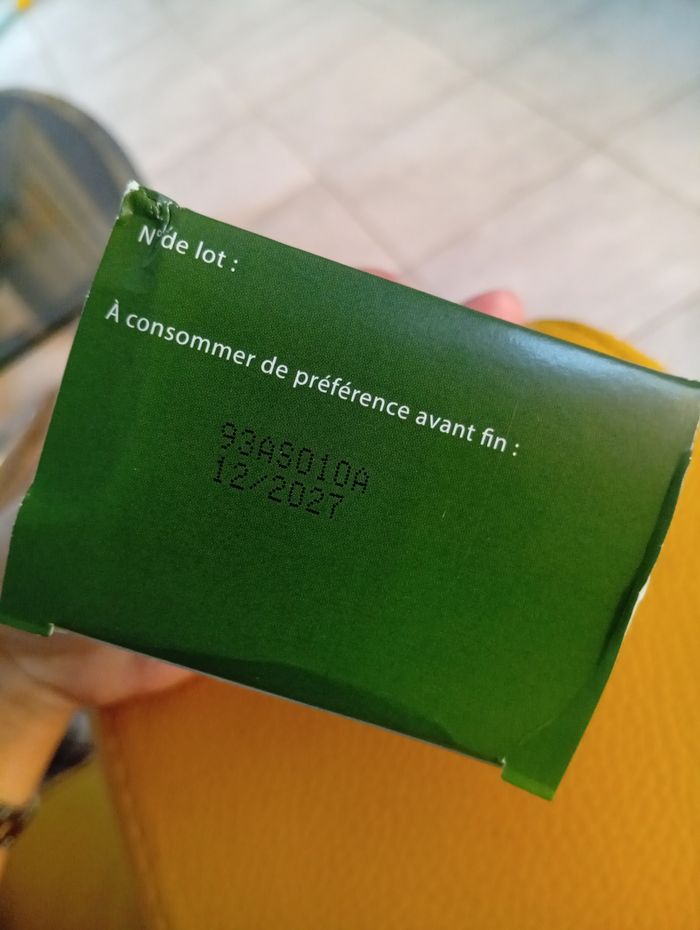 N°de lot :
À consommer de préférence avant fin :
93AS010A
12/2027